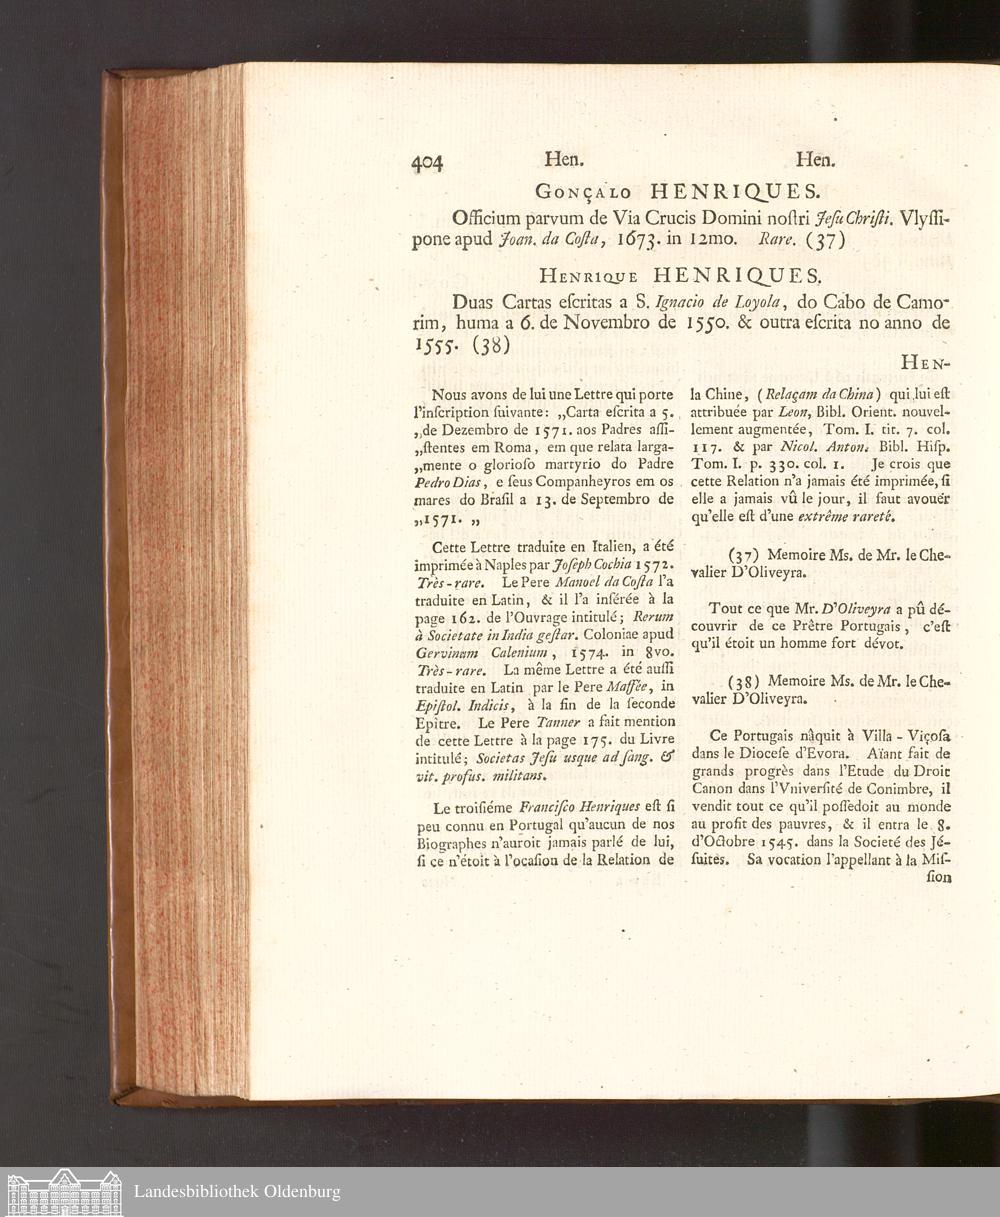 404 Hen. Hen.
Gonçalo HENRIQUES.
Officium parvum de Via Crucis Domini noſtri Jeſu Chriſti. Vlyſſi-
pone apud Joan. da Coſta, 1673. in 12mo. Rare. (37)
Henrique HENRIQUES.
Duas Cartas eſcritas a S. Ignacio de Loyola, do Cabo de Camo-
rim, huma a 6. de Novembro de 1550. & outra eſcrita no anno de
1555. (38)
Hen-
Nous avons de lui une Lettre qui porte
l'inſcription ſuivante: „Carta eſcrita a 5.
„de Dezembro de 1571. aos Padres aſſi-
„ſtentes em Roma, em que relata larga-
„mente o glorioſo martyrio do Padre
Pedro Dias, e ſeus Companheyros em os
mares do Braſil a 13. de Septembro de
„1571. „
Cette Lettre traduite en Italien, a été
imprimée à Naples par Joſeph Cochia 1572.
Très-rare. Le Pere Manoel da Coſta l'a
traduite en Latin, & il l'a inſérée à la
page 162. de l'Ouvrage intitulé; Rerum
à Societate in India geſtar. Coloniae apud
Gervinum Calenium, 1574. in 8vo.
Très-rare. La même Lettre a été auſſi
traduite en Latin par le Pere Maffée, in
Epiſtol. Indicis, à la fin de la ſeconde
Epître. Le Pere Tanner a fait mention
de cette Lettre à la page 175. du Livre
intitulé; Societas Jeſu usque ad ſang. &
vit. profus. militans.
Le troiſiéme Franciſco Henriques eſt ſi
peu connu en Portugal qu'aucun de nos
Biographes n'auroit jamais parlé de lui,
ſi ce n'étoit à l'ocaſion de la Relation de
la Chine, (Relaçam da China) qui lui eſt
attribuée par Leon, Bibl. Orient. nouvel-
lement augmentée, Tom. I. tit. 7. col.
117. & par Nicol. Anton. Bibl. Hiſp.
Tom. I. p. 330. col. 1. Je crois que
cette Relation n'a jamais été imprimée, ſi
elle a jamais vû le jour, il faut avouër
qu'elle eſt d'une extrême rareté.
(37) Memoire Ms. de Mr. le Che-
valier D'Oliveyra.
Tout ce que Mr. D'Oliveyra a pû dé-
couvrir de ce Prêtre Portugais, c'eſt
qu'il étoit un homme fort dévot.
(38) Memoire Ms. de Mr. le Che-
valier D'Oliveyra.
Ce Portugais nâquit à Villa-Viçoſa
dans le Dioceſe d'Evora. Aïant fait de
grands progrès dans l'Etude du Droit
Canon dans l'Vniverſité de Conimbre, il
vendit tout ce qu'il poſſedoit au monde
au profit des pauvres, & il entra le 8.
d'Octobre 1545. dans la Societé des Jé-
ſuites. Sa vocation l'appellant à la Miſ-
ſion
Landesbibliothek Oldenburg